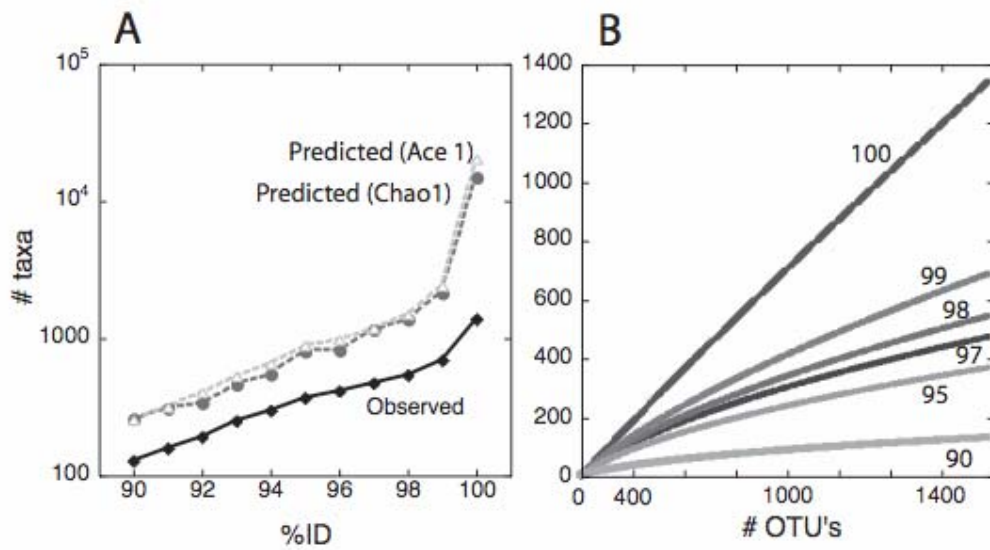 A
10^5
10^4
1000
100
# taxa
Predicted (Ace 1)
Predicted (Chao1)
Observed
90 92 94 96 98 100
%ID
B
1400
1200
1000
800
600
400
200
0
100
99
98
97
95
90
0 400 1000 1400
# OTU's